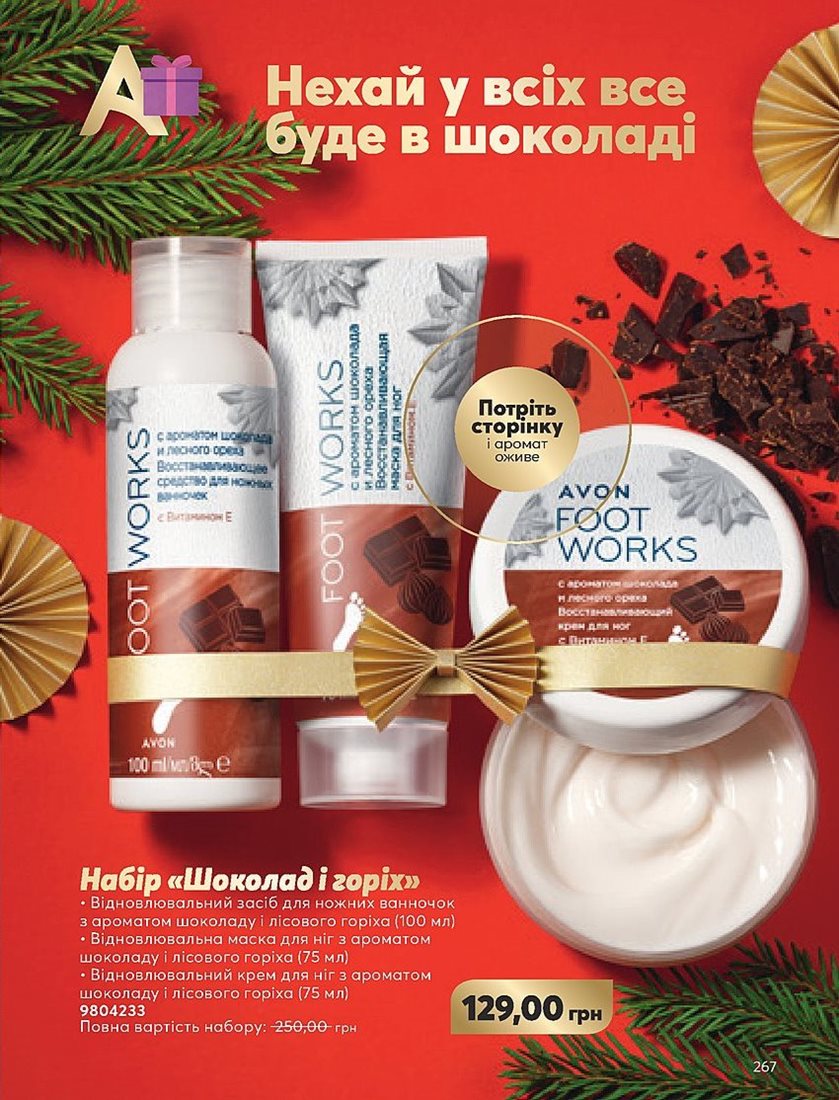 A
Нехай у всіх все
буде в шоколаді
FOOT WORKS
с ароматом шоколада
и лесного ореха
Восстанавливающее
средство для ножных
ванночек
с Витамином Е
AVON
100 ml/мл/
FOOT WORKS
с ароматом шоколада
и лесного ореха
Восстанавливающая
маска для ног
с Витамином Е
Потріть
сторінку
і аромат
оживе
AVON
FOOT
WORKS
с ароматом шоколада
и лесного ореха
Восстанавливающий
крем для ног
с Витамином Е
Набір «Шоколад і горіх»
• Відновлювальний засіб для ножних ванночок
з ароматом шоколаду і лісового горіха (100 мл)
• Відновлювальна маска для ніг з ароматом
шоколаду і лісового горіха (75 мл)
• Відновлювальний крем для ніг з ароматом
шоколаду і лісового горіха (75 мл)
9804233
Повна вартість набору: 250,00 грн
129,00 грн
267